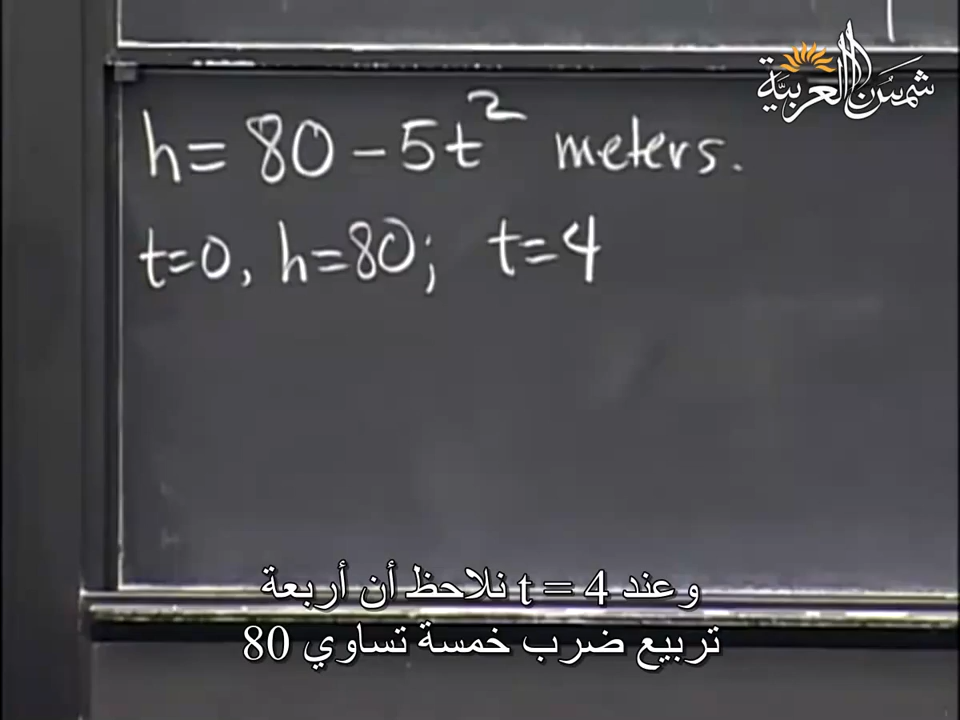 شمس العربية
h = 80 - 5t² meters.
t=0, h=80; t=4
وعند t = 4 نلاحظ أن أربعة
تربيع ضرب خمسة تساوي 80